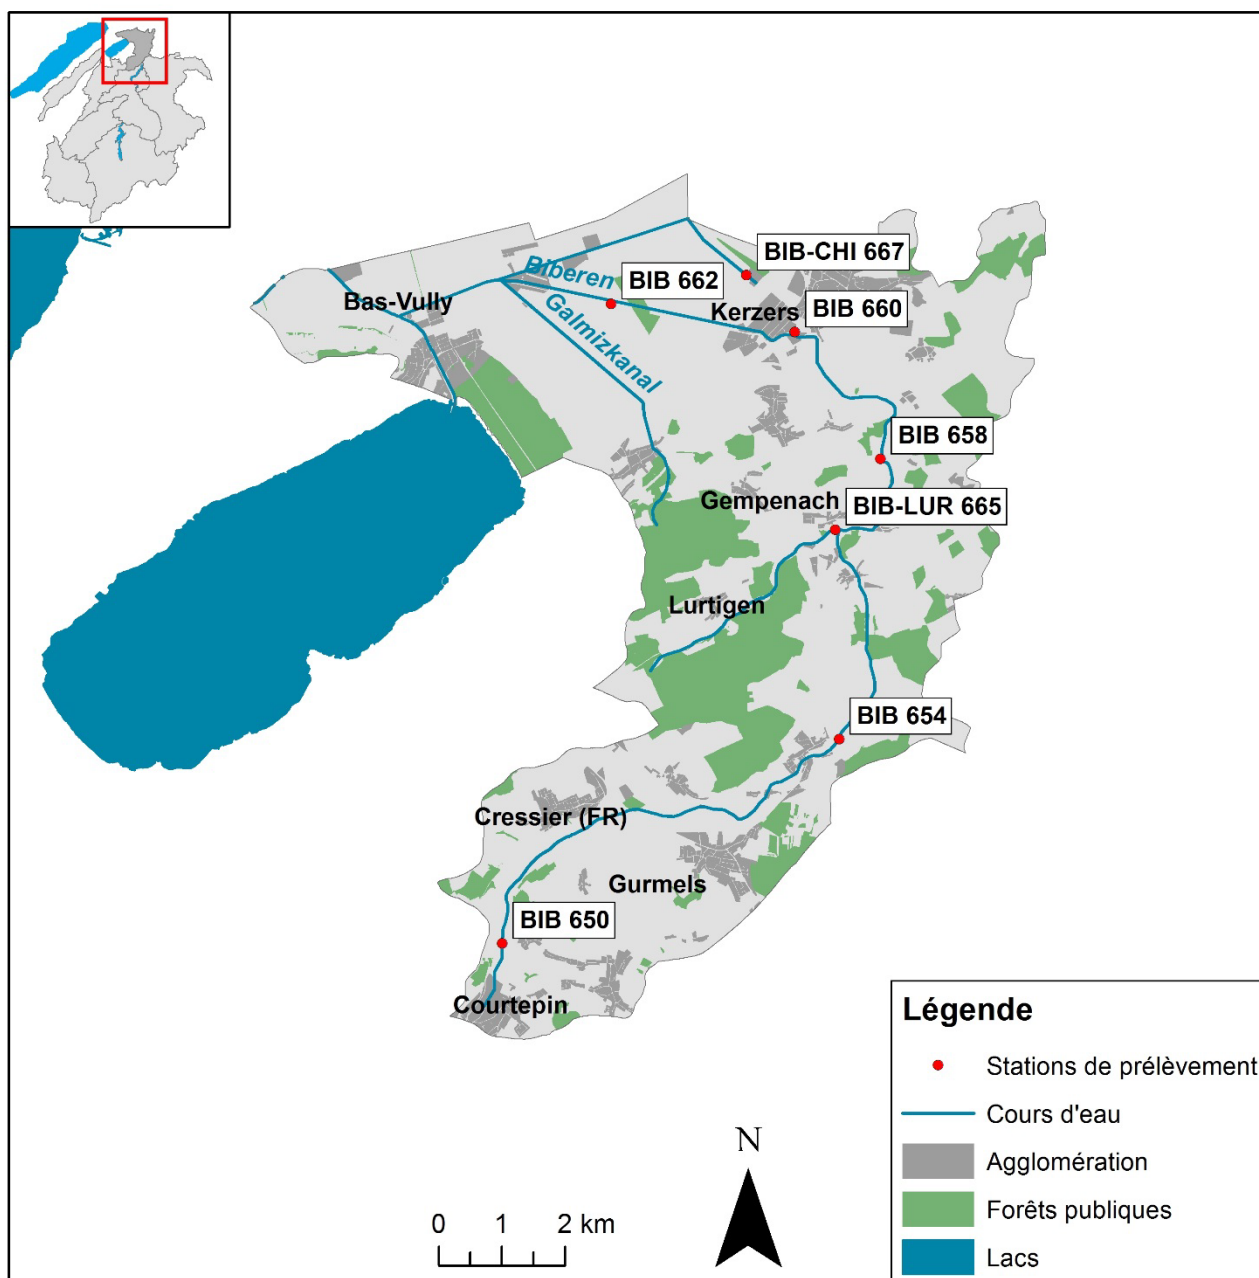 BIB-CHI 667
Biberen
BIB 662
Bas-Vully
Kerzers
BIB 660
Galmizkanal
BIB 658
Gempenach
BIB-LUR 665
Lurtigen
BIB 654
Cressier (FR)
Gurmels
BIB 650
Courtepin
Légende
Stations de prélèvement
Cours d'eau
Agglomération
Forêts publiques
Lacs
N
0 1 2 km